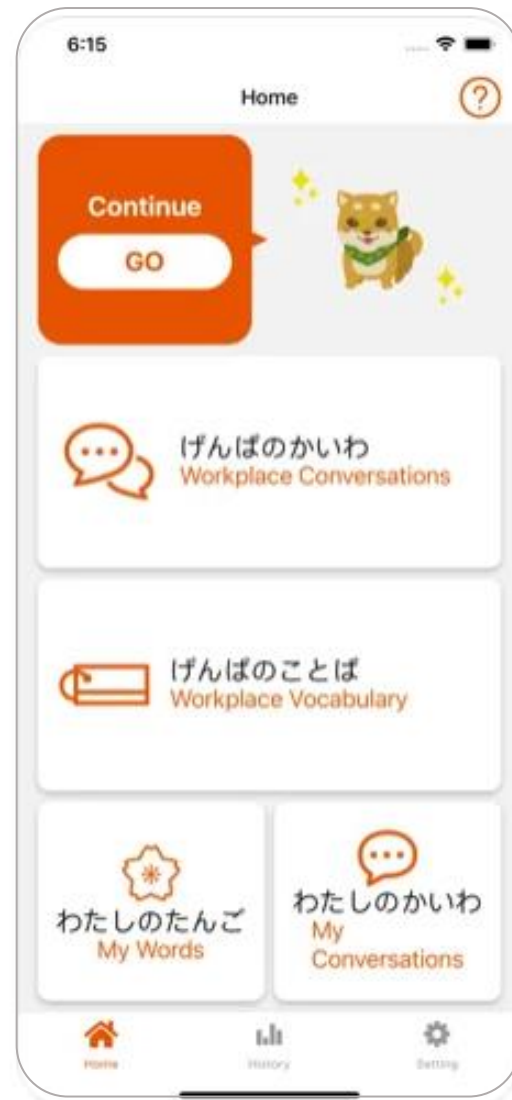 6:15
Home
?
Continue
GO
げんばのかいわ
Workplace Conversations
げんばのことば
Workplace Vocabulary
わたしのたんご
My Words
わたしのかいわ
My
Conversations
Home
History
Setting